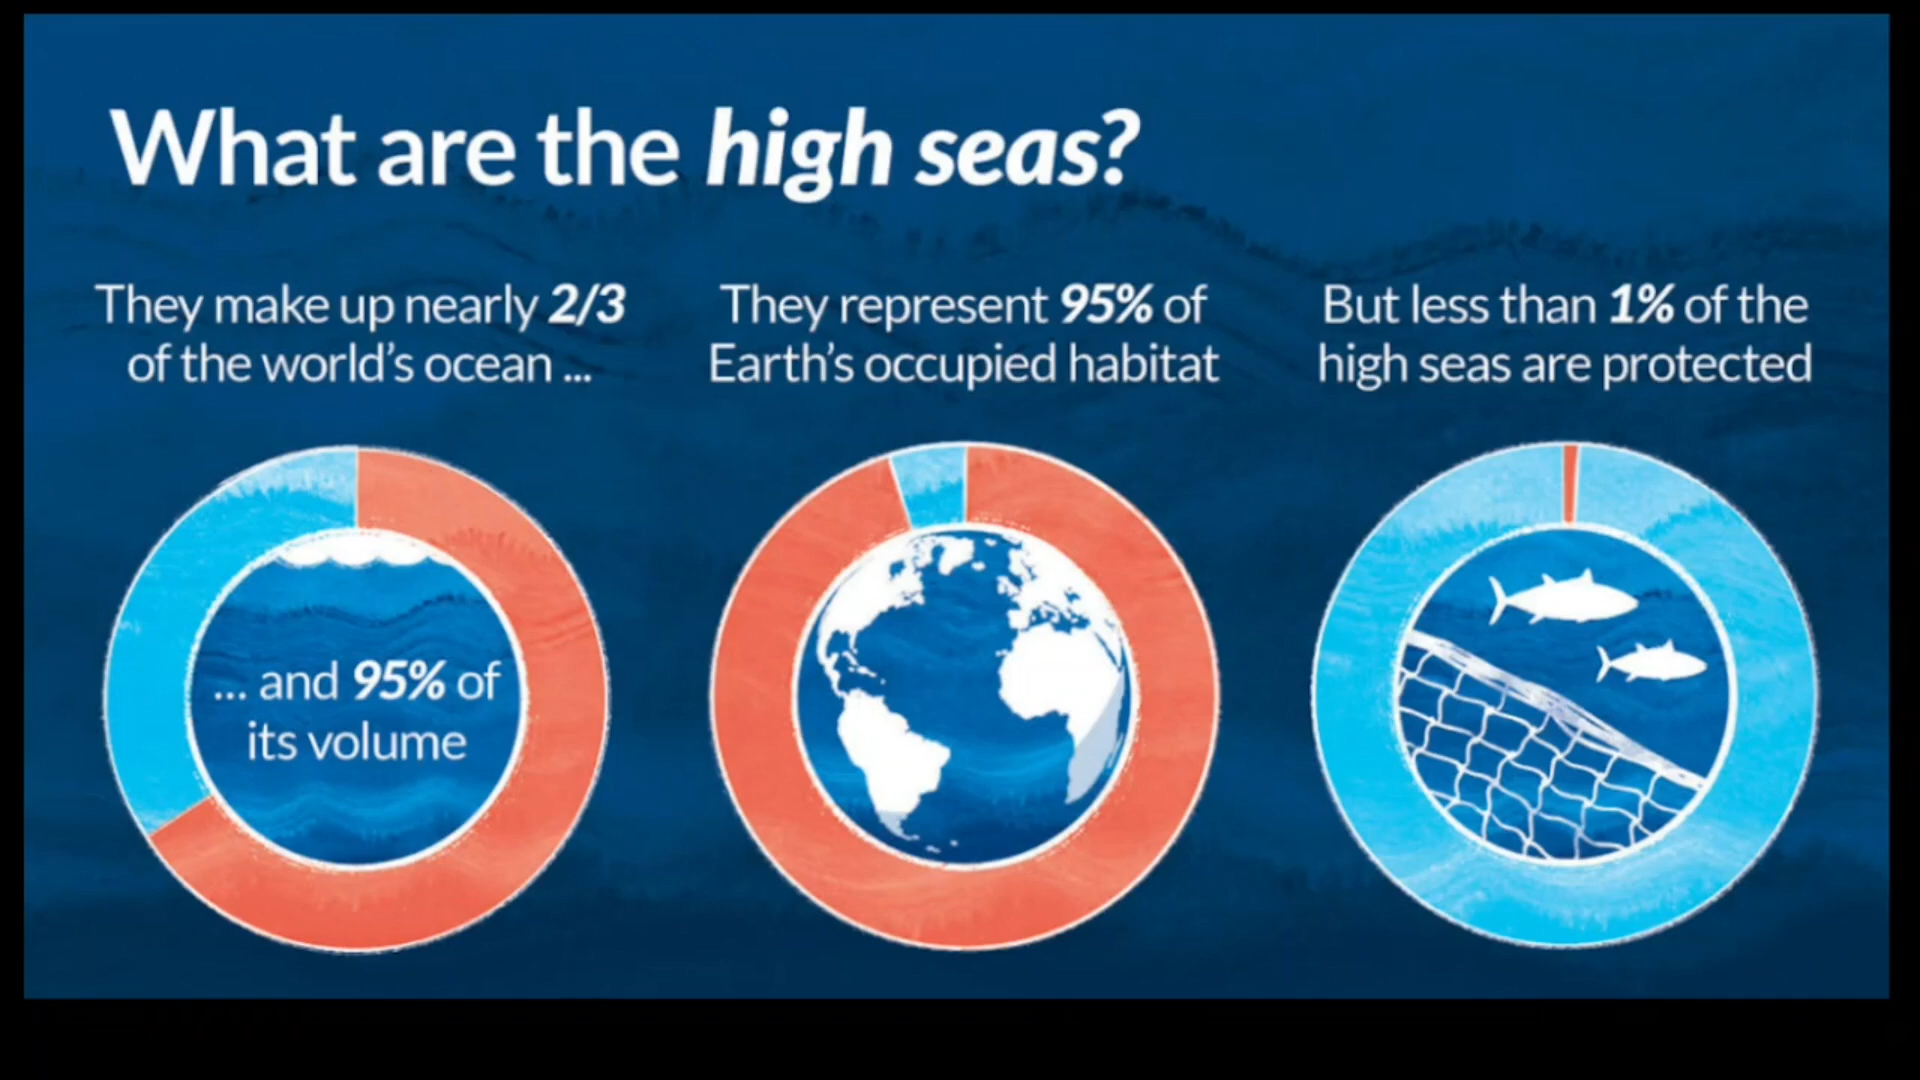 What are the high seas?
They make up nearly 2/3
of the world's ocean ...
... and 95% of
its volume
They represent 95% of
Earth's occupied habitat
But less than 1% of the
high seas are protected